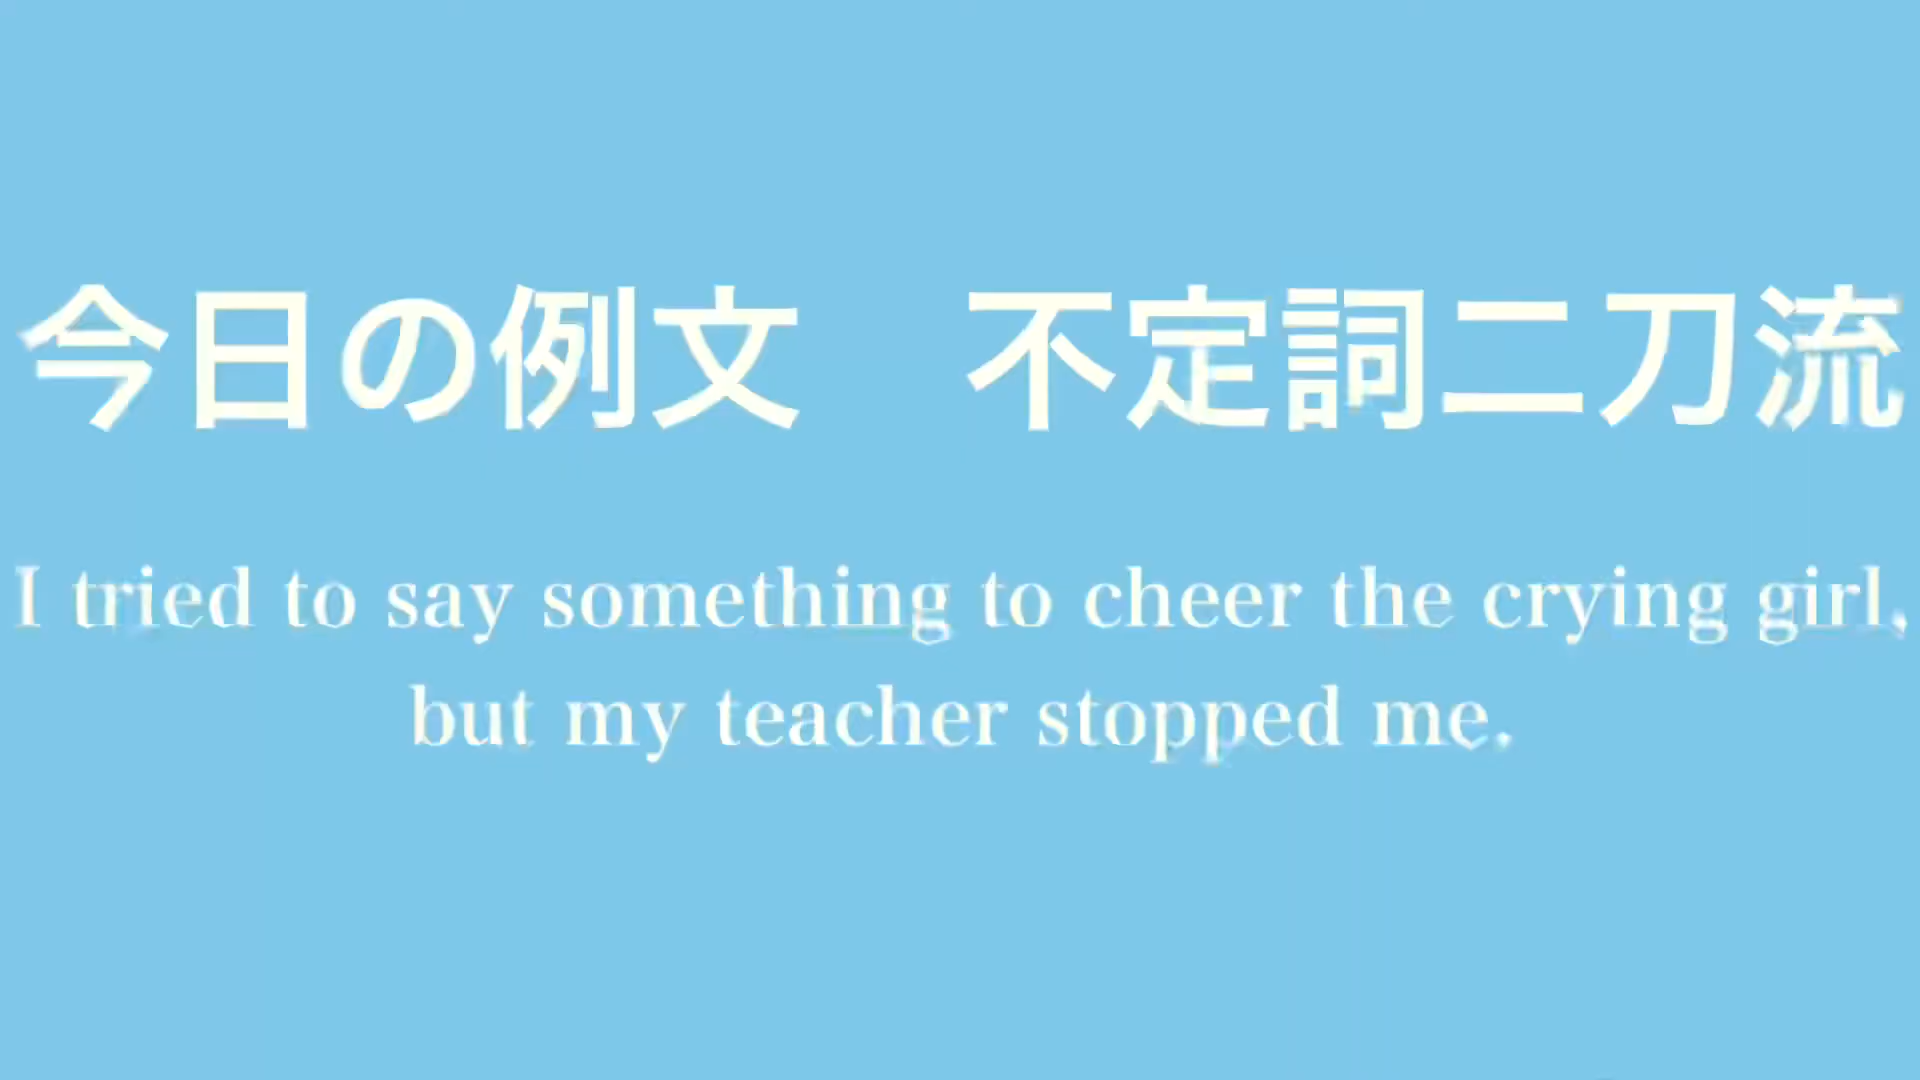 今日の例文　不定詞二刀流
I tried to say something to cheer the crying girl,
but my teacher stopped me.